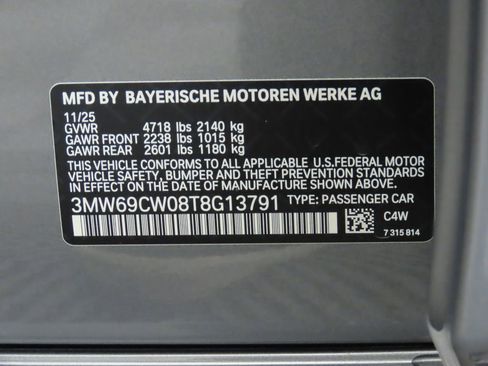 MFD BY BAYERISCHE MOTOREN WERKE AG
11/25
GVWR 4718 lbs 2140 kg
GAWR FRONT 2238 lbs 1015 kg
GAWR REAR 2601 lbs 1180 kg
THIS VEHICLE CONFORMS TO ALL APPLICABLE U.S.FEDERAL MOTOR
VEHICLE SAFETY, BUMPER AND THEFT PREVENTION STANDARDS IN
EFFECT ON THE DATE OF MANUFACTURE SHOWN ABOVE.
3MW69CW08T8G13791 TYPE: PASSENGER CAR
C4W
7 315 814